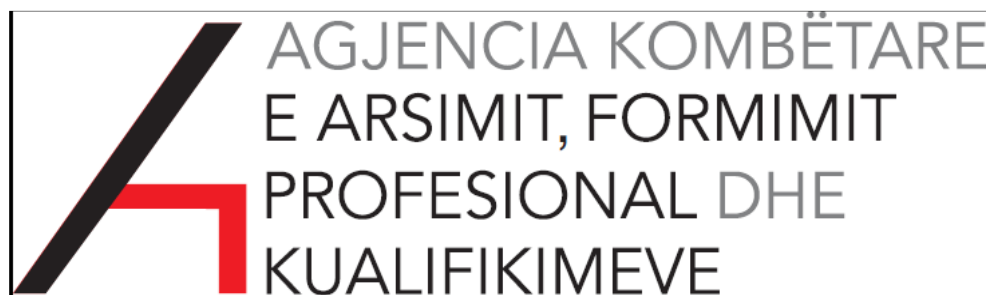 AGJENCIA KOMBËTARE
E ARSIMIT, FORMIMIT
PROFESIONAL DHE
KUALIFIKIMEVE